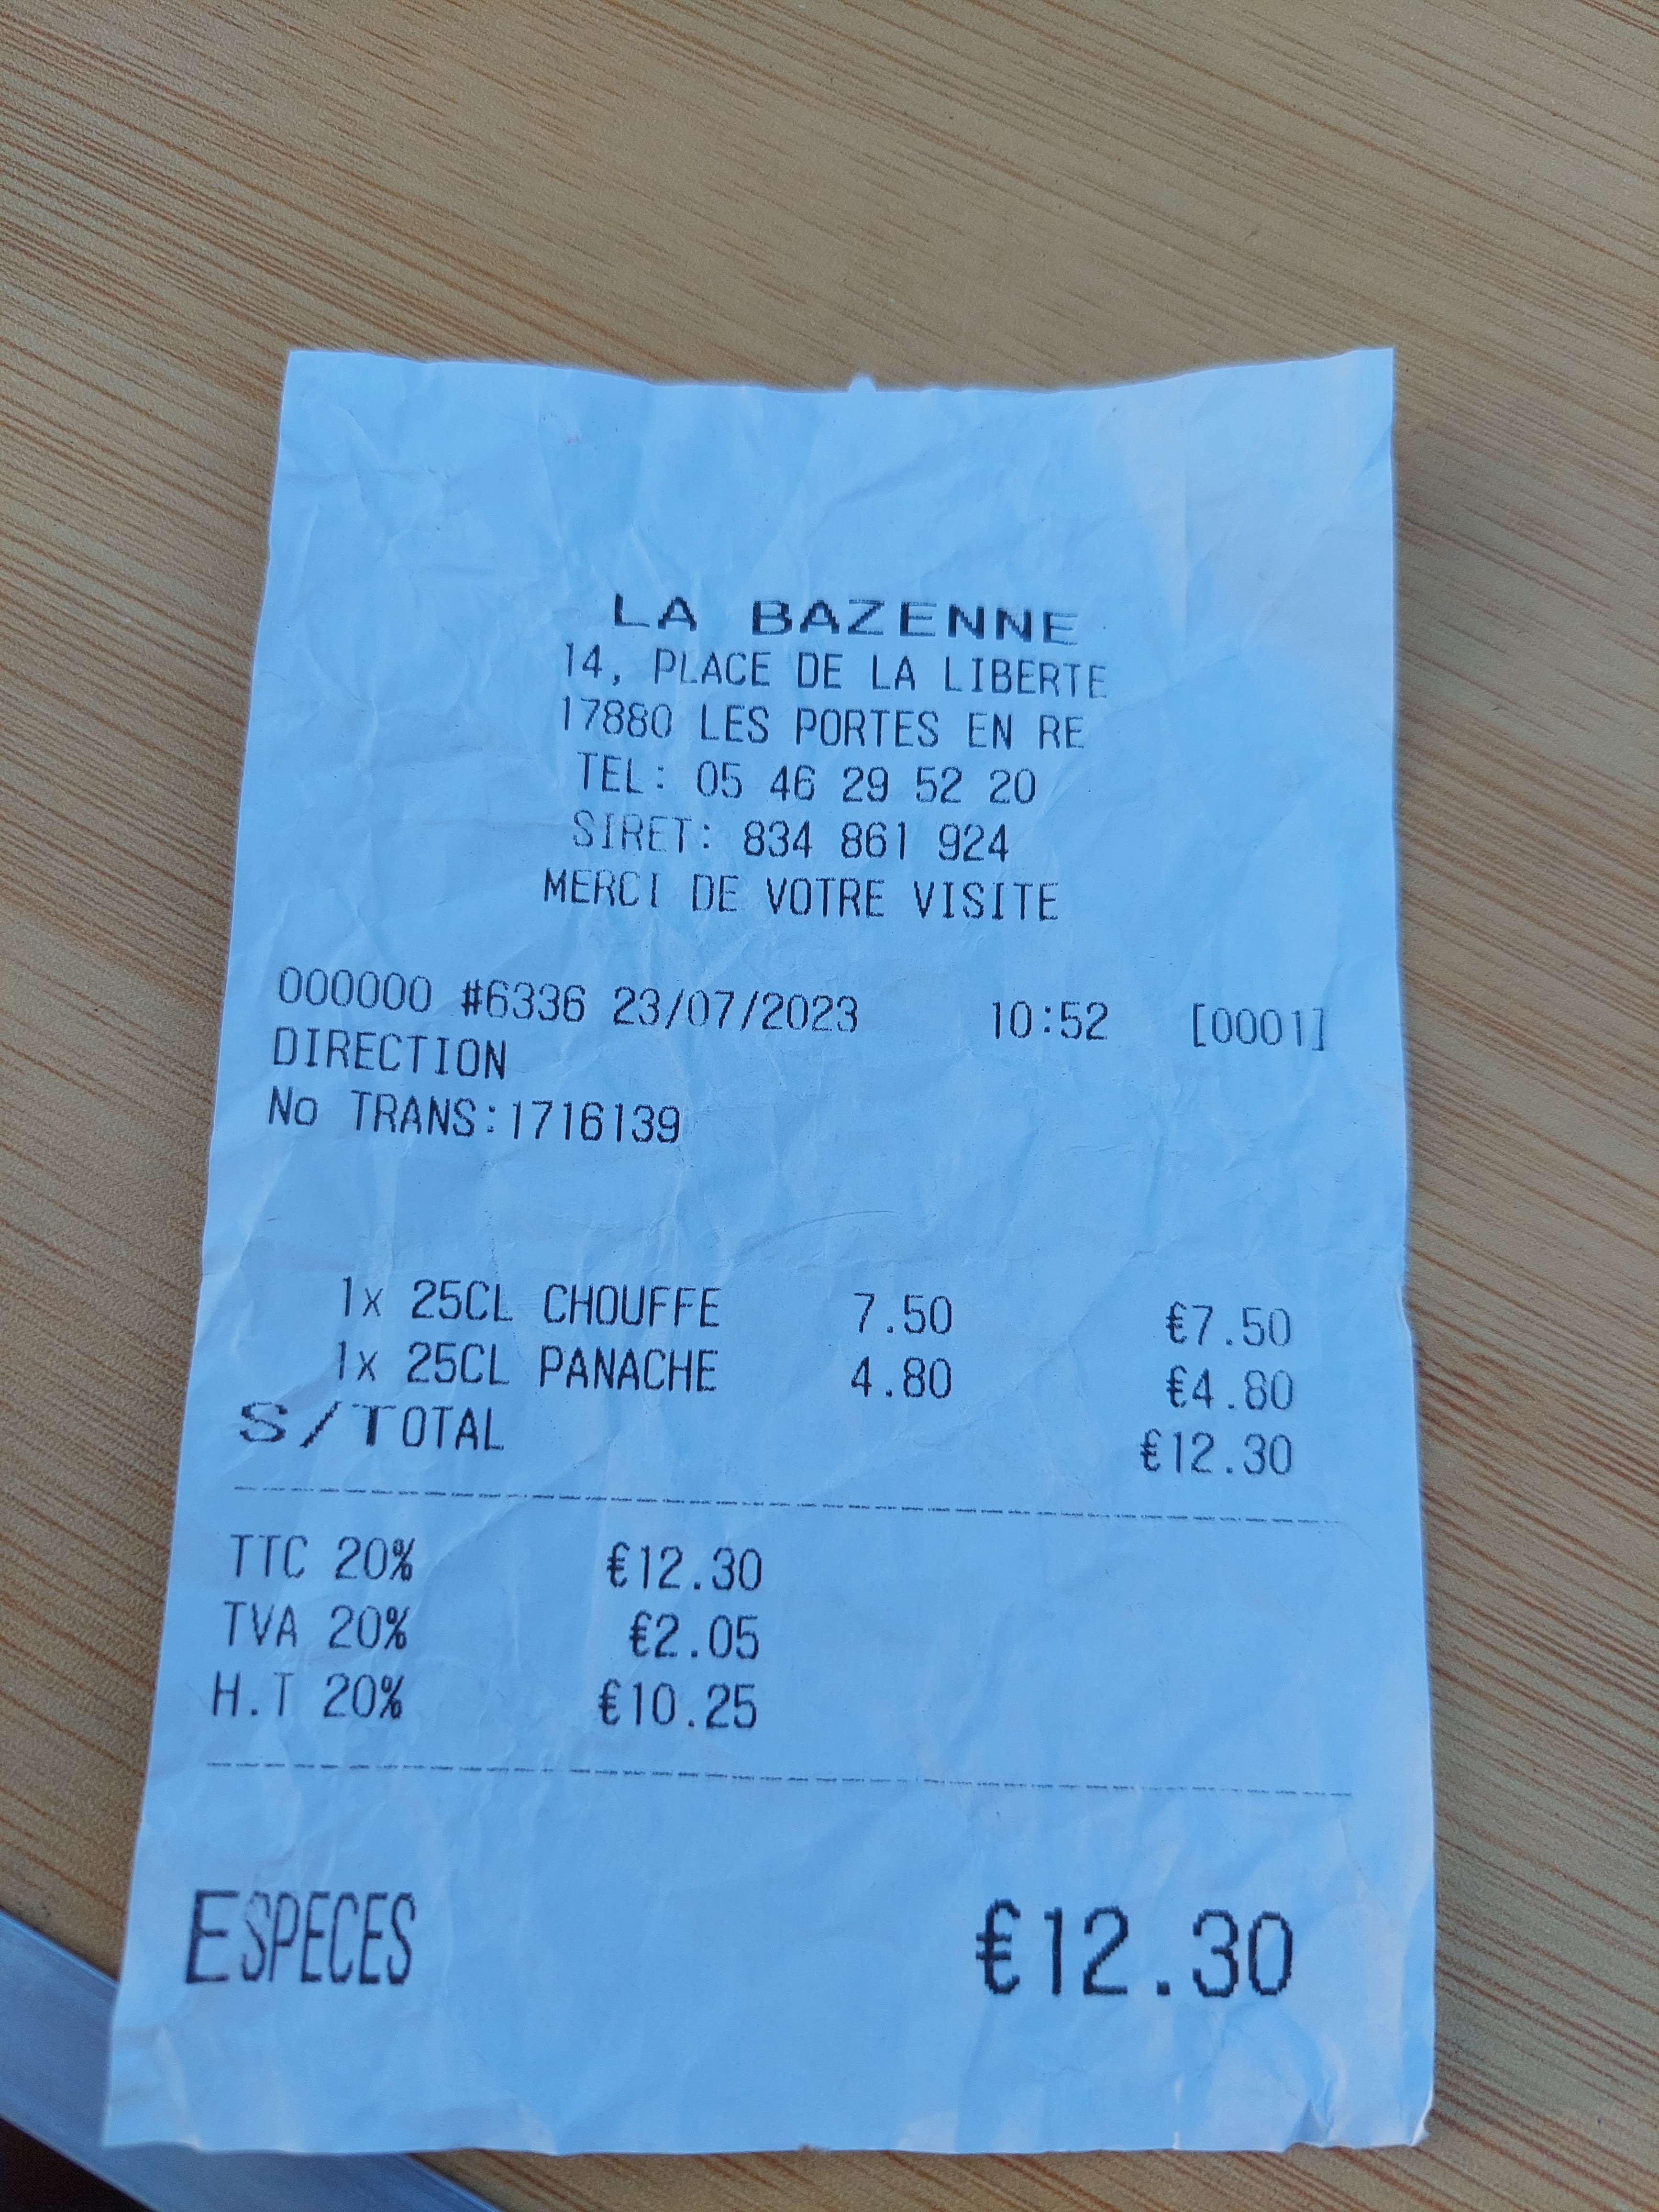 LA BAZENNE
14, PLACE DE LA LIBERTE
17880 LES PORTES EN RE
TEL: 05 46 29 52 20
SIRET: 834 861 924
MERCI DE VOTRE VISITE
000000 #6336 23/07/2023 10:52 [0001]
DIRECTION
No TRANS:1716139
1x 25CL CHOUFFE 7.50 €7.50
1x 25CL PANACHE 4.80 €4.80
S/TOTAL €12.30
TTC 20% €12.30
TVA 20% €2.05
H.T 20% €10.25
ESPECES €12.30